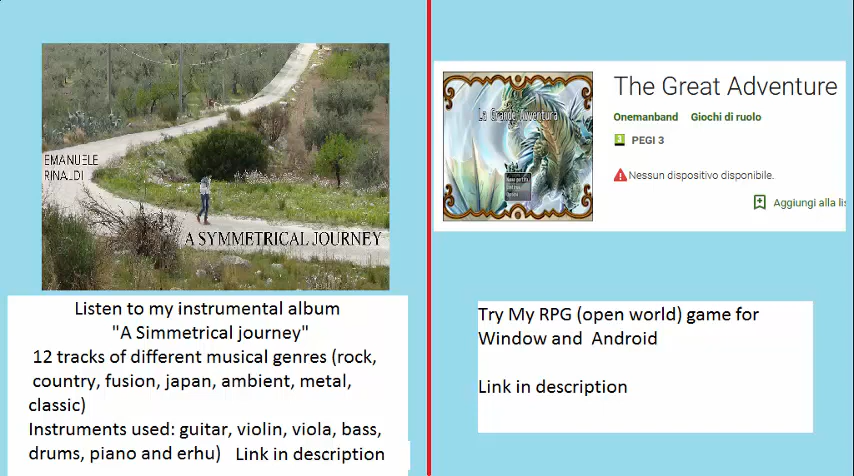 EMANUELE
RINALDI
A SYMMETRICAL JOURNEY
Listen to my instrumental album
"A Simmetrical journey"
12 tracks of different musical genres (rock,
country, fusion, japan, ambient, metal,
classic)
Instruments used: guitar, violin, viola, bass,
drums, piano and erhu) Link in description
The Great Adventure
La Grande Avventura
Onemanband Giochi di ruolo
3 PEGI 3
Nessun dispositivo disponibile.
Aggiungi alla lis
Try My RPG (open world) game for
Window and Android
Link in description